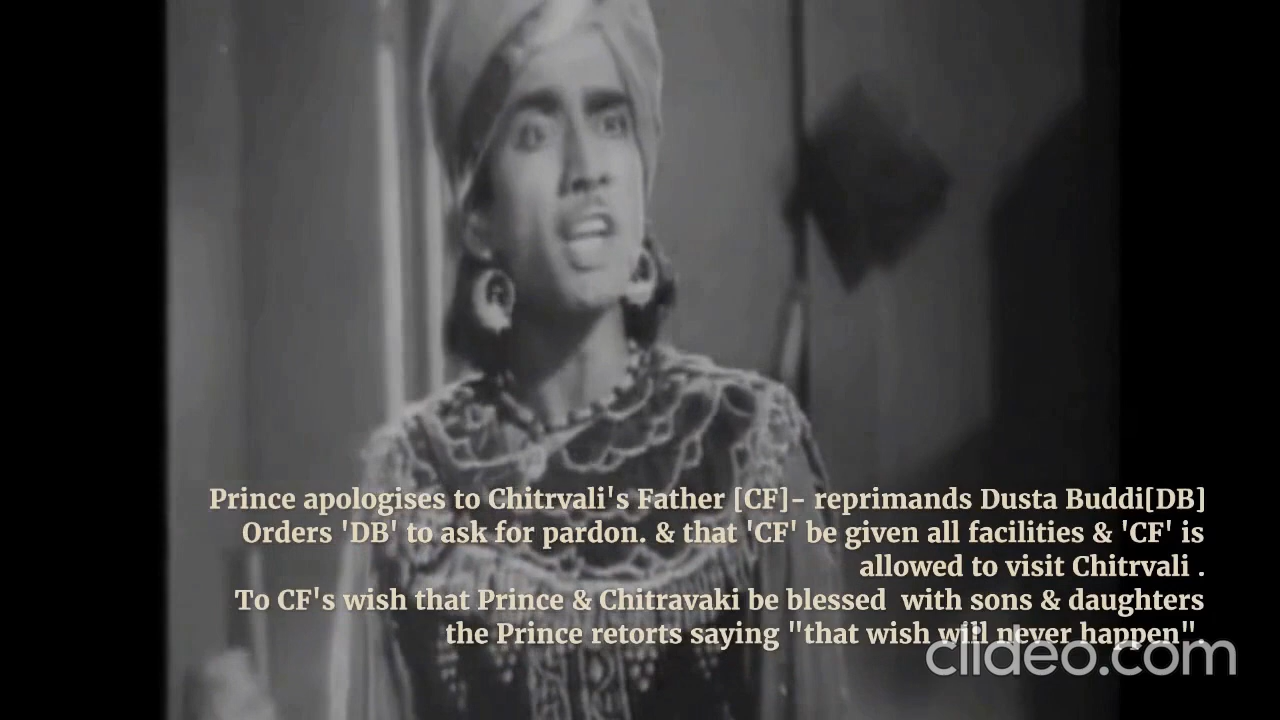 Prince apologises to Chitrvali's Father [CF]- reprimands Dusta Buddi[DB]
Orders 'DB' to ask for pardon. & that 'CF' be given all facilities & 'CF' is
allowed to visit Chitrvali .
To CF's wish that Prince & Chitravaki be blessed  with sons & daughters
the Prince retorts saying "that wish will never happen".
clideo.com